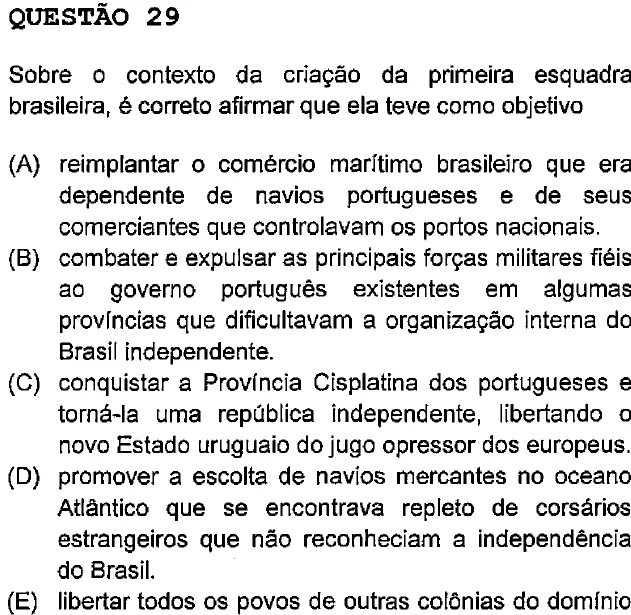 QUESTÃO 29
Sobre o contexto da criação da primeira esquadra
brasileira, é correto afirmar que ela teve como objetivo
(A) reimplantar o comércio marítimo brasileiro que era
dependente de navios portugueses e de seus
comerciantes que controlavam os portos nacionais.
(B) combater e expulsar as principais forças militares fiéis
ao governo português existentes em algumas
províncias que dificultavam a organização interna do
Brasil independente.
(C) conquistar a Província Cisplatina dos portugueses e
torná-la uma república independente, libertando o
novo Estado uruguaio do jugo opressor dos europeus.
(D) promover a escolta de navios mercantes no oceano
Atlântico que se encontrava repleto de corsários
estrangeiros que não reconheciam a independência
do Brasil.
(E) libertar todos os povos de outras colônias do domínio